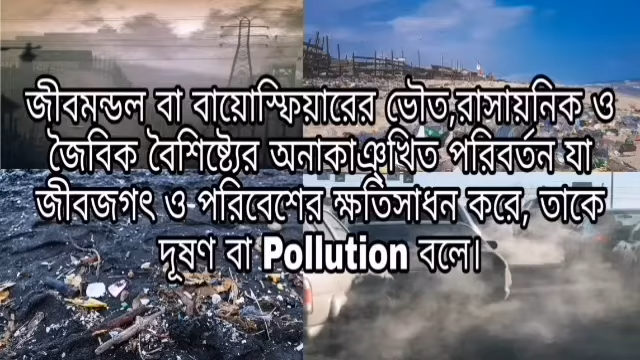 জীবমন্ডল বা বায়োস্ফিয়ারের ভৌত,রাসায়নিক ও
জৈবিক বৈশিষ্ট্যের অনাকাঞ্খিত পরিবর্তন যা
জীবজগৎ ও পরিবেশের ক্ষতিসাধন করে, তাকে
দূষণ বা Pollution বলে।